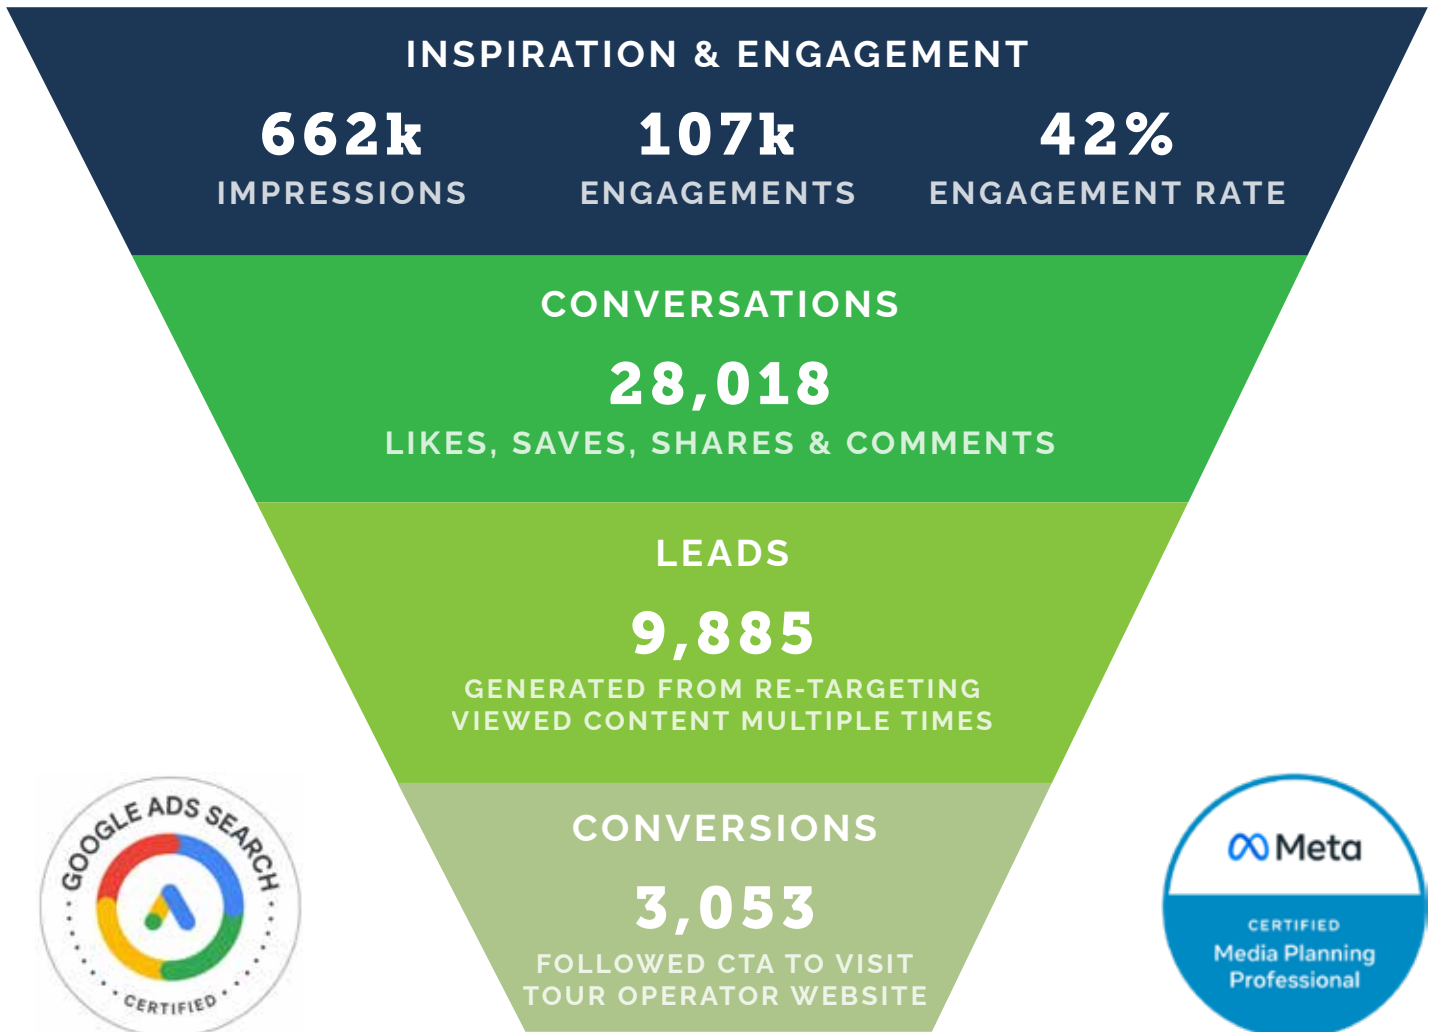 INSPIRATION & ENGAGEMENT
662k 107k 42%
IMPRESSIONS ENGAGEMENTS ENGAGEMENT RATE
CONVERSATIONS
28,018
LIKES, SAVES, SHARES & COMMENTS
LEADS
9,885
GENERATED FROM RE-TARGETING
VIEWED CONTENT MULTIPLE TIMES
CONVERSIONS
3,053
FOLLOWED CTA TO VISIT
TOUR OPERATOR WEBSITE
GOOGLE ADS SEARCH
CERTIFIED
Meta
CERTIFIED
Media Planning
Professional